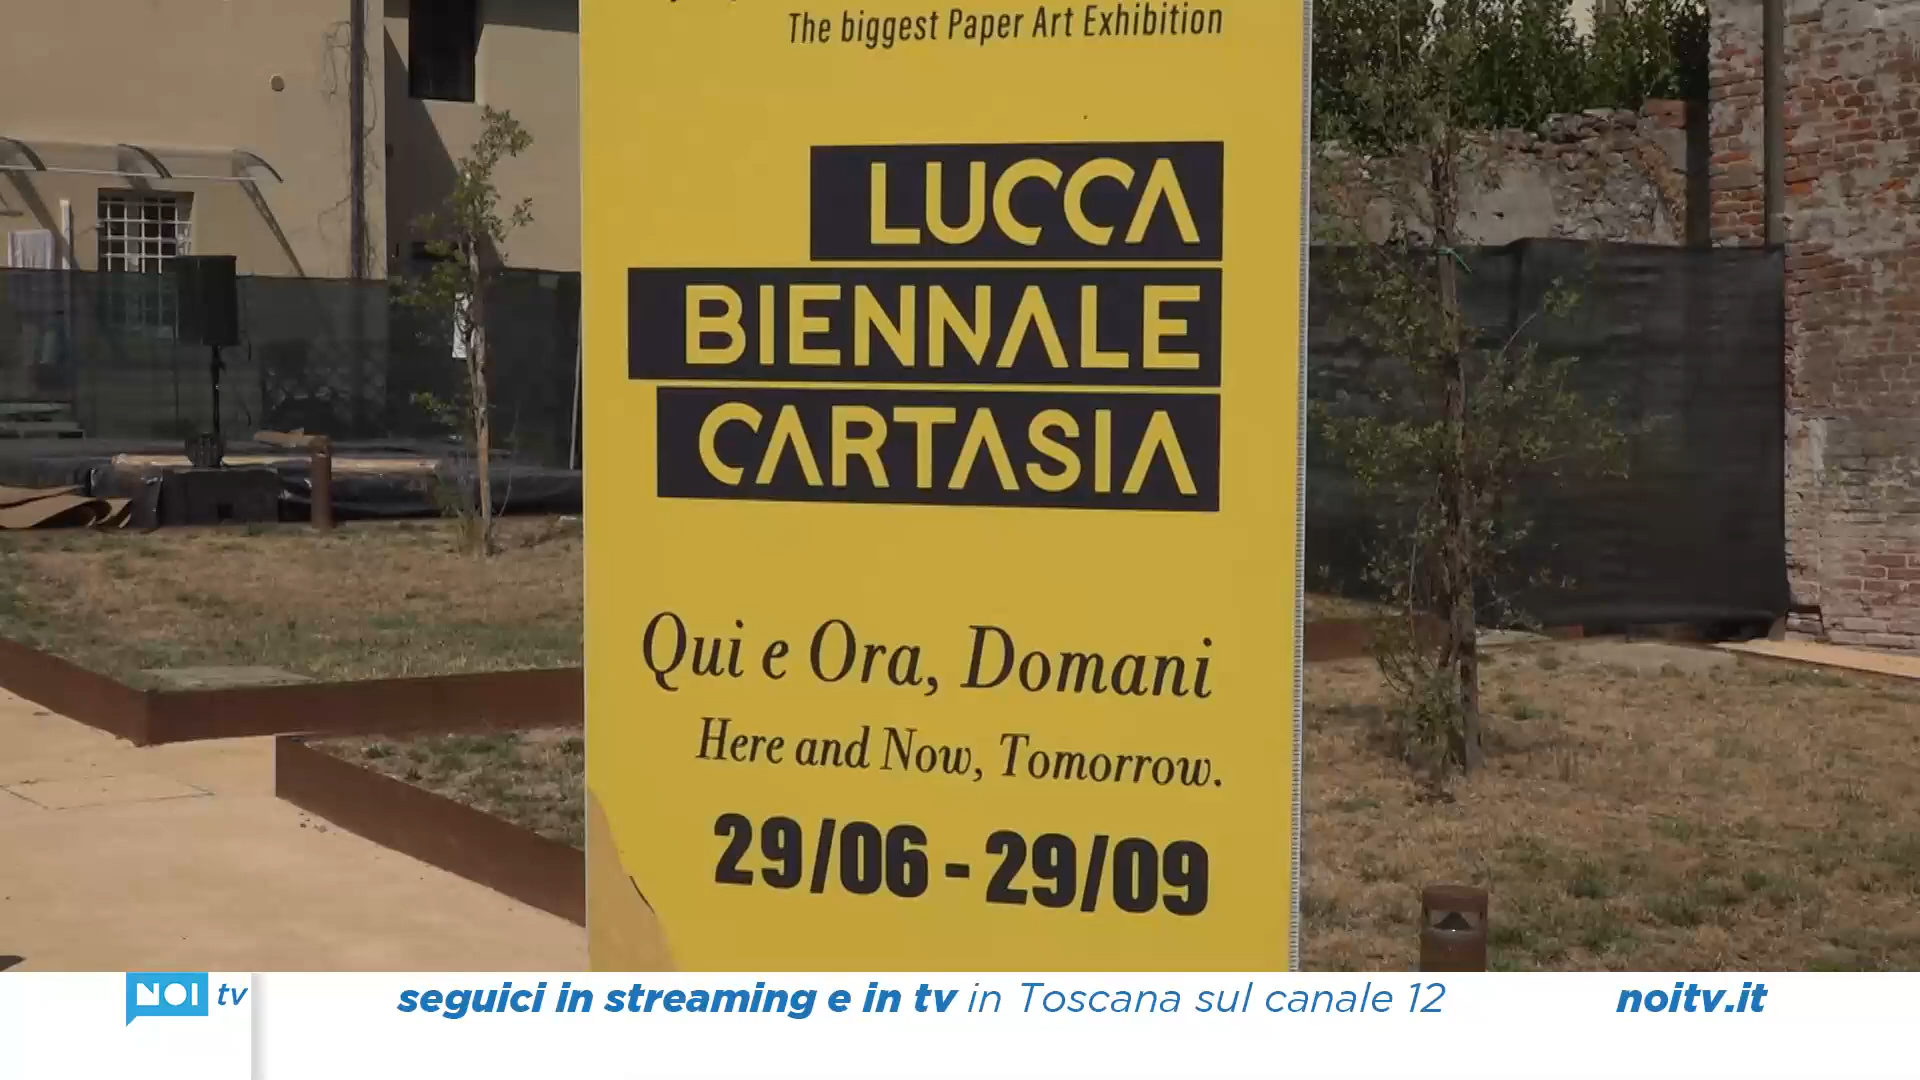 The biggest Paper Art Exhibition
LUCCA
BIENNALE
CARTASIA
Qui e Ora, Domani
Here and Now, Tomorrow.
29/06 - 29/09
NOI tv
seguici in streaming e in tv in Toscana sul canale 12
noitv.it